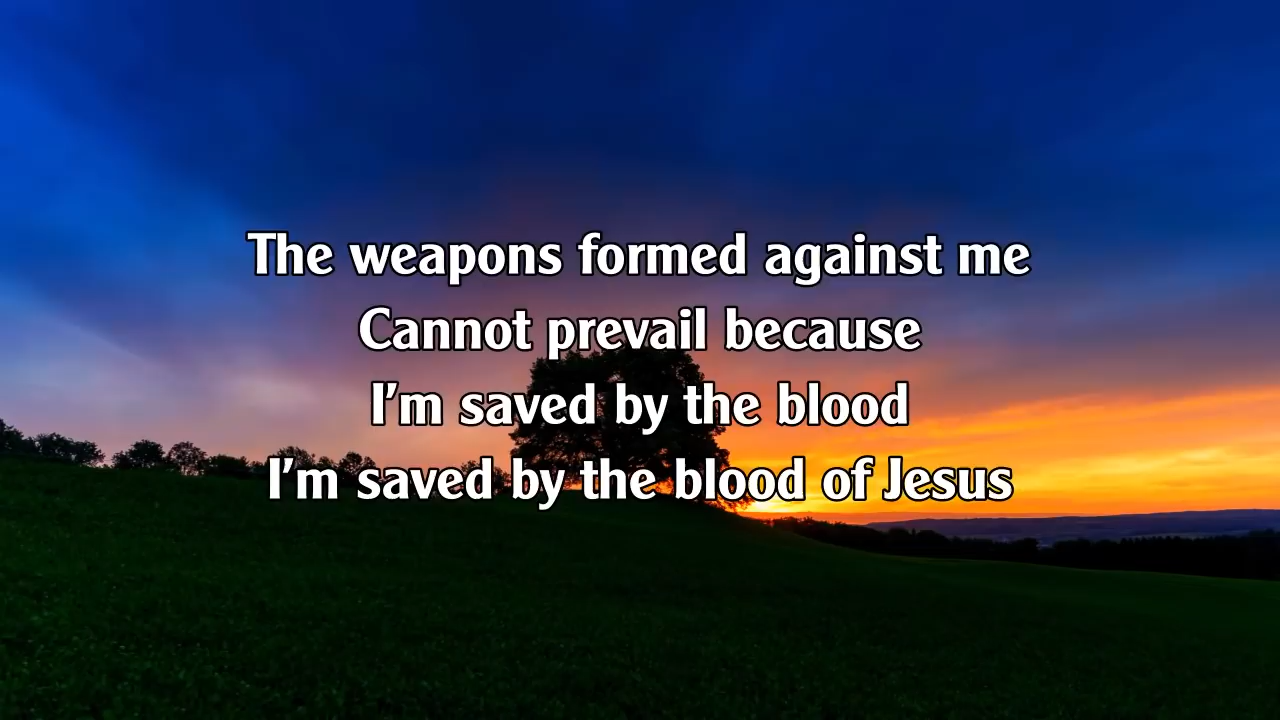 The weapons formed against me
Cannot prevail because
I'm saved by the blood
I'm saved by the blood of Jesus